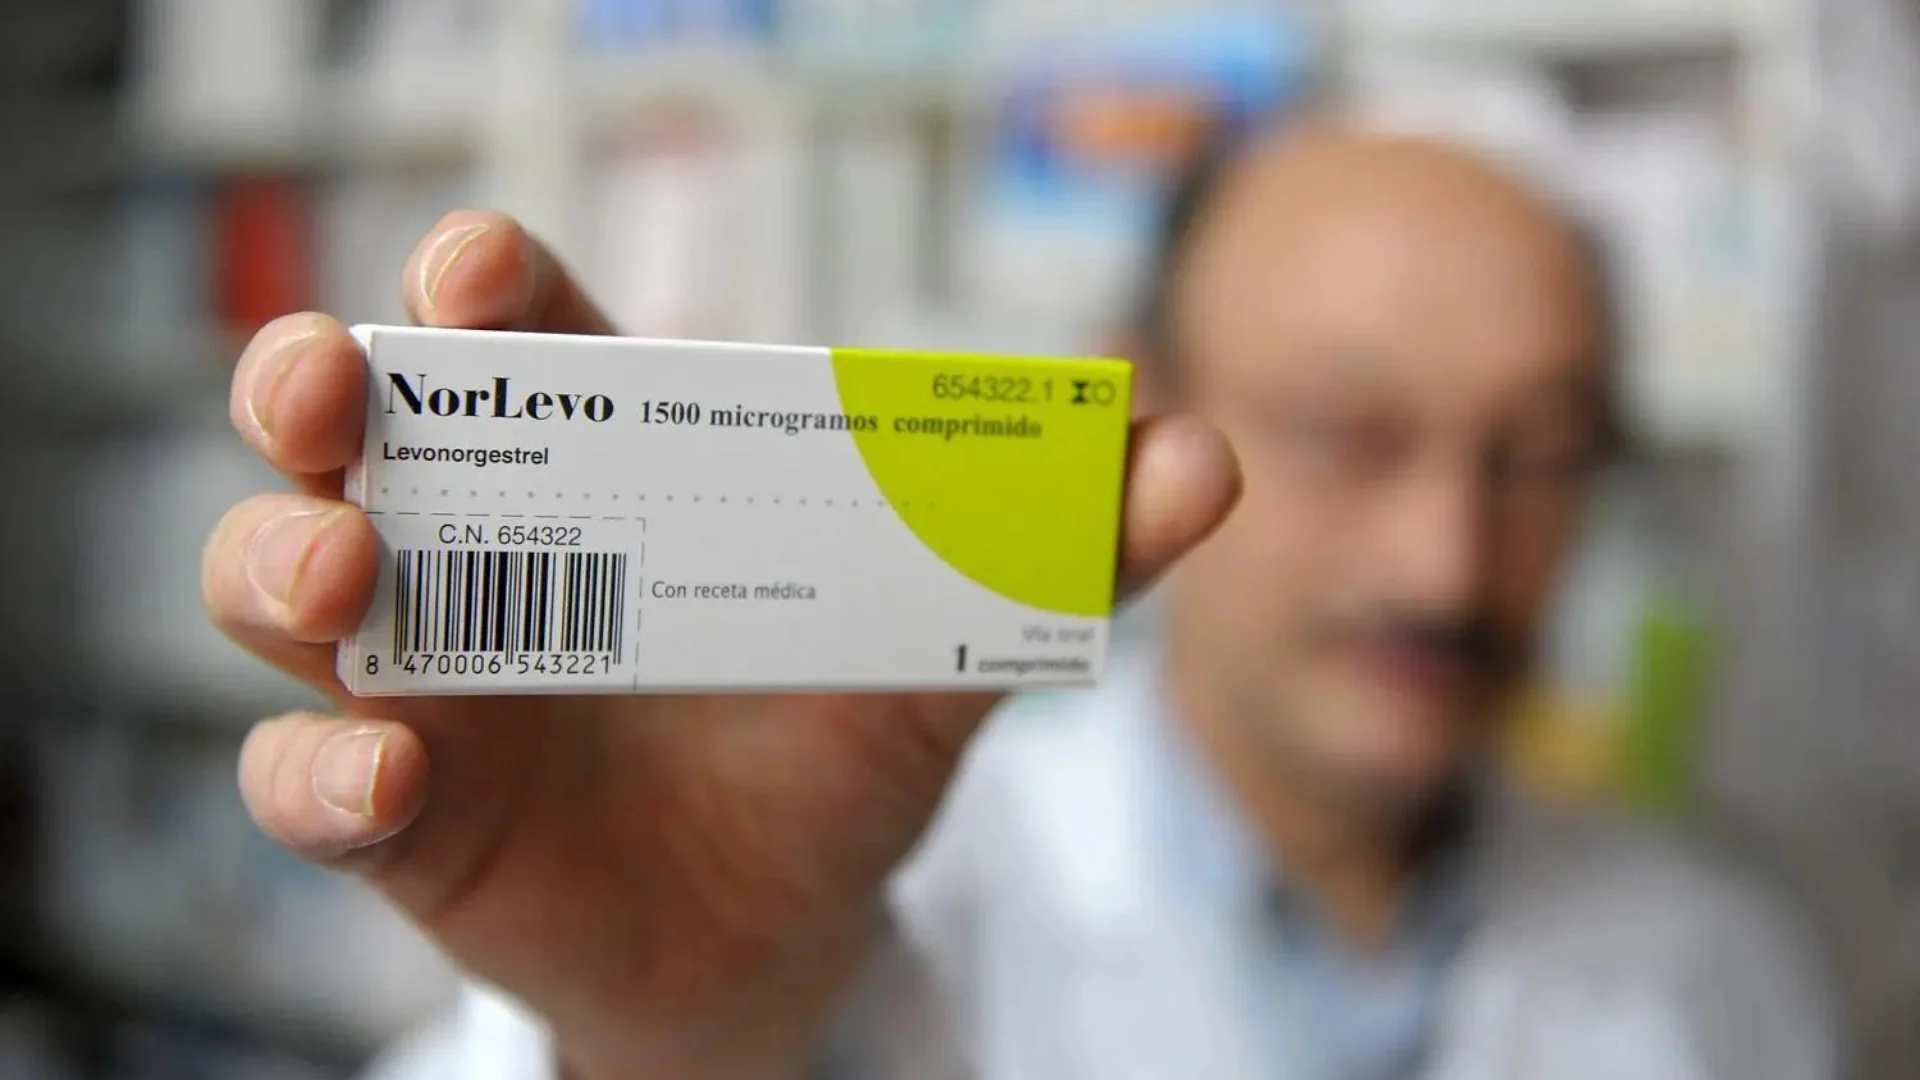 654322.1
NorLevo 1500 microgramos comprimido
Levonorgestrel
C.N. 654322
Con receta médica
8 470006 543221
Vía oral
1 comprimido